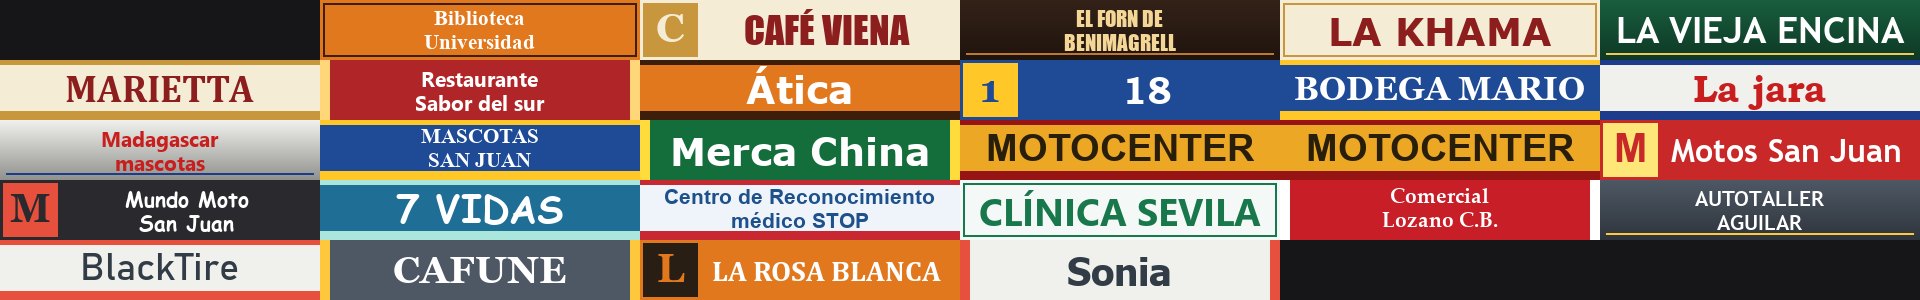 Biblioteca
Universidad
C
CAFÉ VIENA
EL FORN DE
BENIMAGRELL
LA KHAMA
LA VIEJA ENCINA
MARIETTA
Restaurante
Sabor del sur
Ática
1
18
BODEGA MARIO
La jara
Madagascar
mascotas
MASCOTAS
SAN JUAN
Merca China
MOTOCENTER
MOTOCENTER
M
Motos San Juan
M
Mundo Moto
San Juan
7 VIDAS
Centro de Reconocimiento
médico STOP
CLÍNICA SEVILA
Comercial
Lozano C.B.
AUTOTALLER
AGUILAR
BlackTire
CAFUNE
L
LA ROSA BLANCA
Sonia